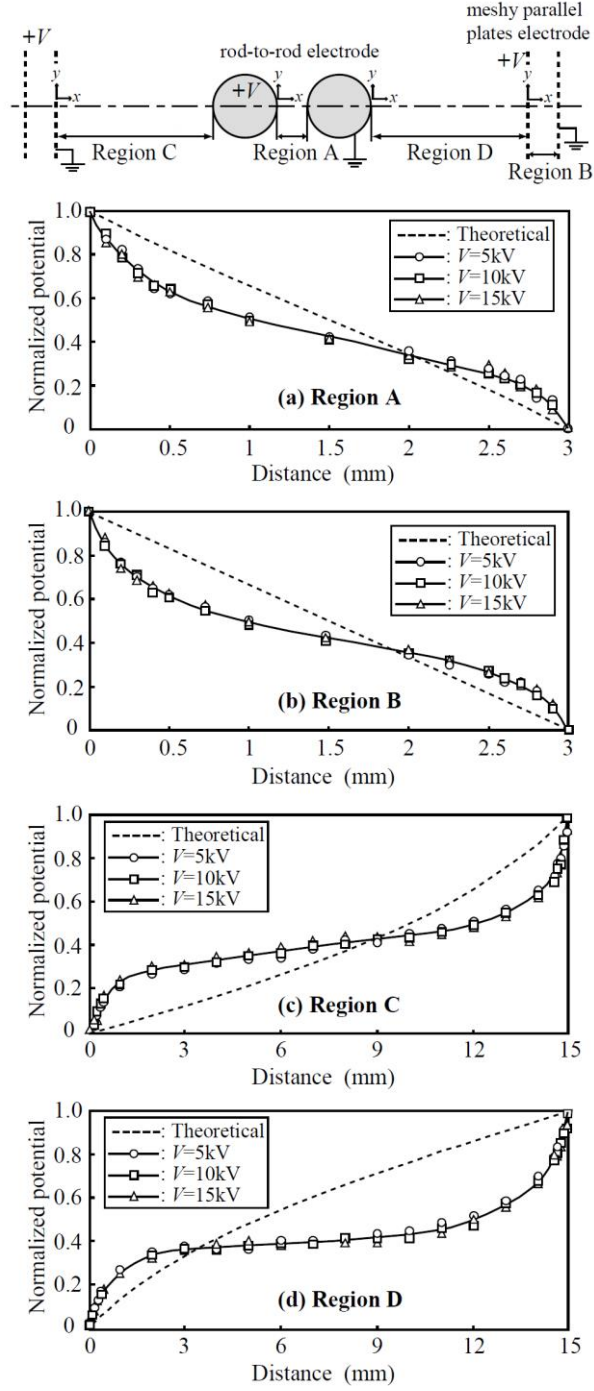 meshy parallel
plates electrode
+V
rod-to-rod electrode
+V
y
x
+V
y
x
y
x
y
x
Region C
Region A
Region D
Region B
1.0
0.8
0.6
0.4
0.2
0
Normalized potential
: Theoretical
: V=5kV
: V=10kV
: V=15kV
(a) Region A
0 0.5 1 1.5 2 2.5 3
Distance (mm)
1.0
0.8
0.6
0.4
0.2
0
Normalized potential
: Theoretical
: V=5kV
: V=10kV
: V=15kV
(b) Region B
0 0.5 1 1.5 2 2.5 3
Distance (mm)
1.0
0.8
0.6
0.4
0.2
0
Normalized potential
: Theoretical
: V=5kV
: V=10kV
: V=15kV
(c) Region C
0 3 6 9 12 15
Distance (mm)
1.0
0.8
0.6
0.4
0.2
0
Normalized potential
: Theoretical
: V=5kV
: V=10kV
: V=15kV
(d) Region D
0 3 6 9 12 15
Distance (mm)